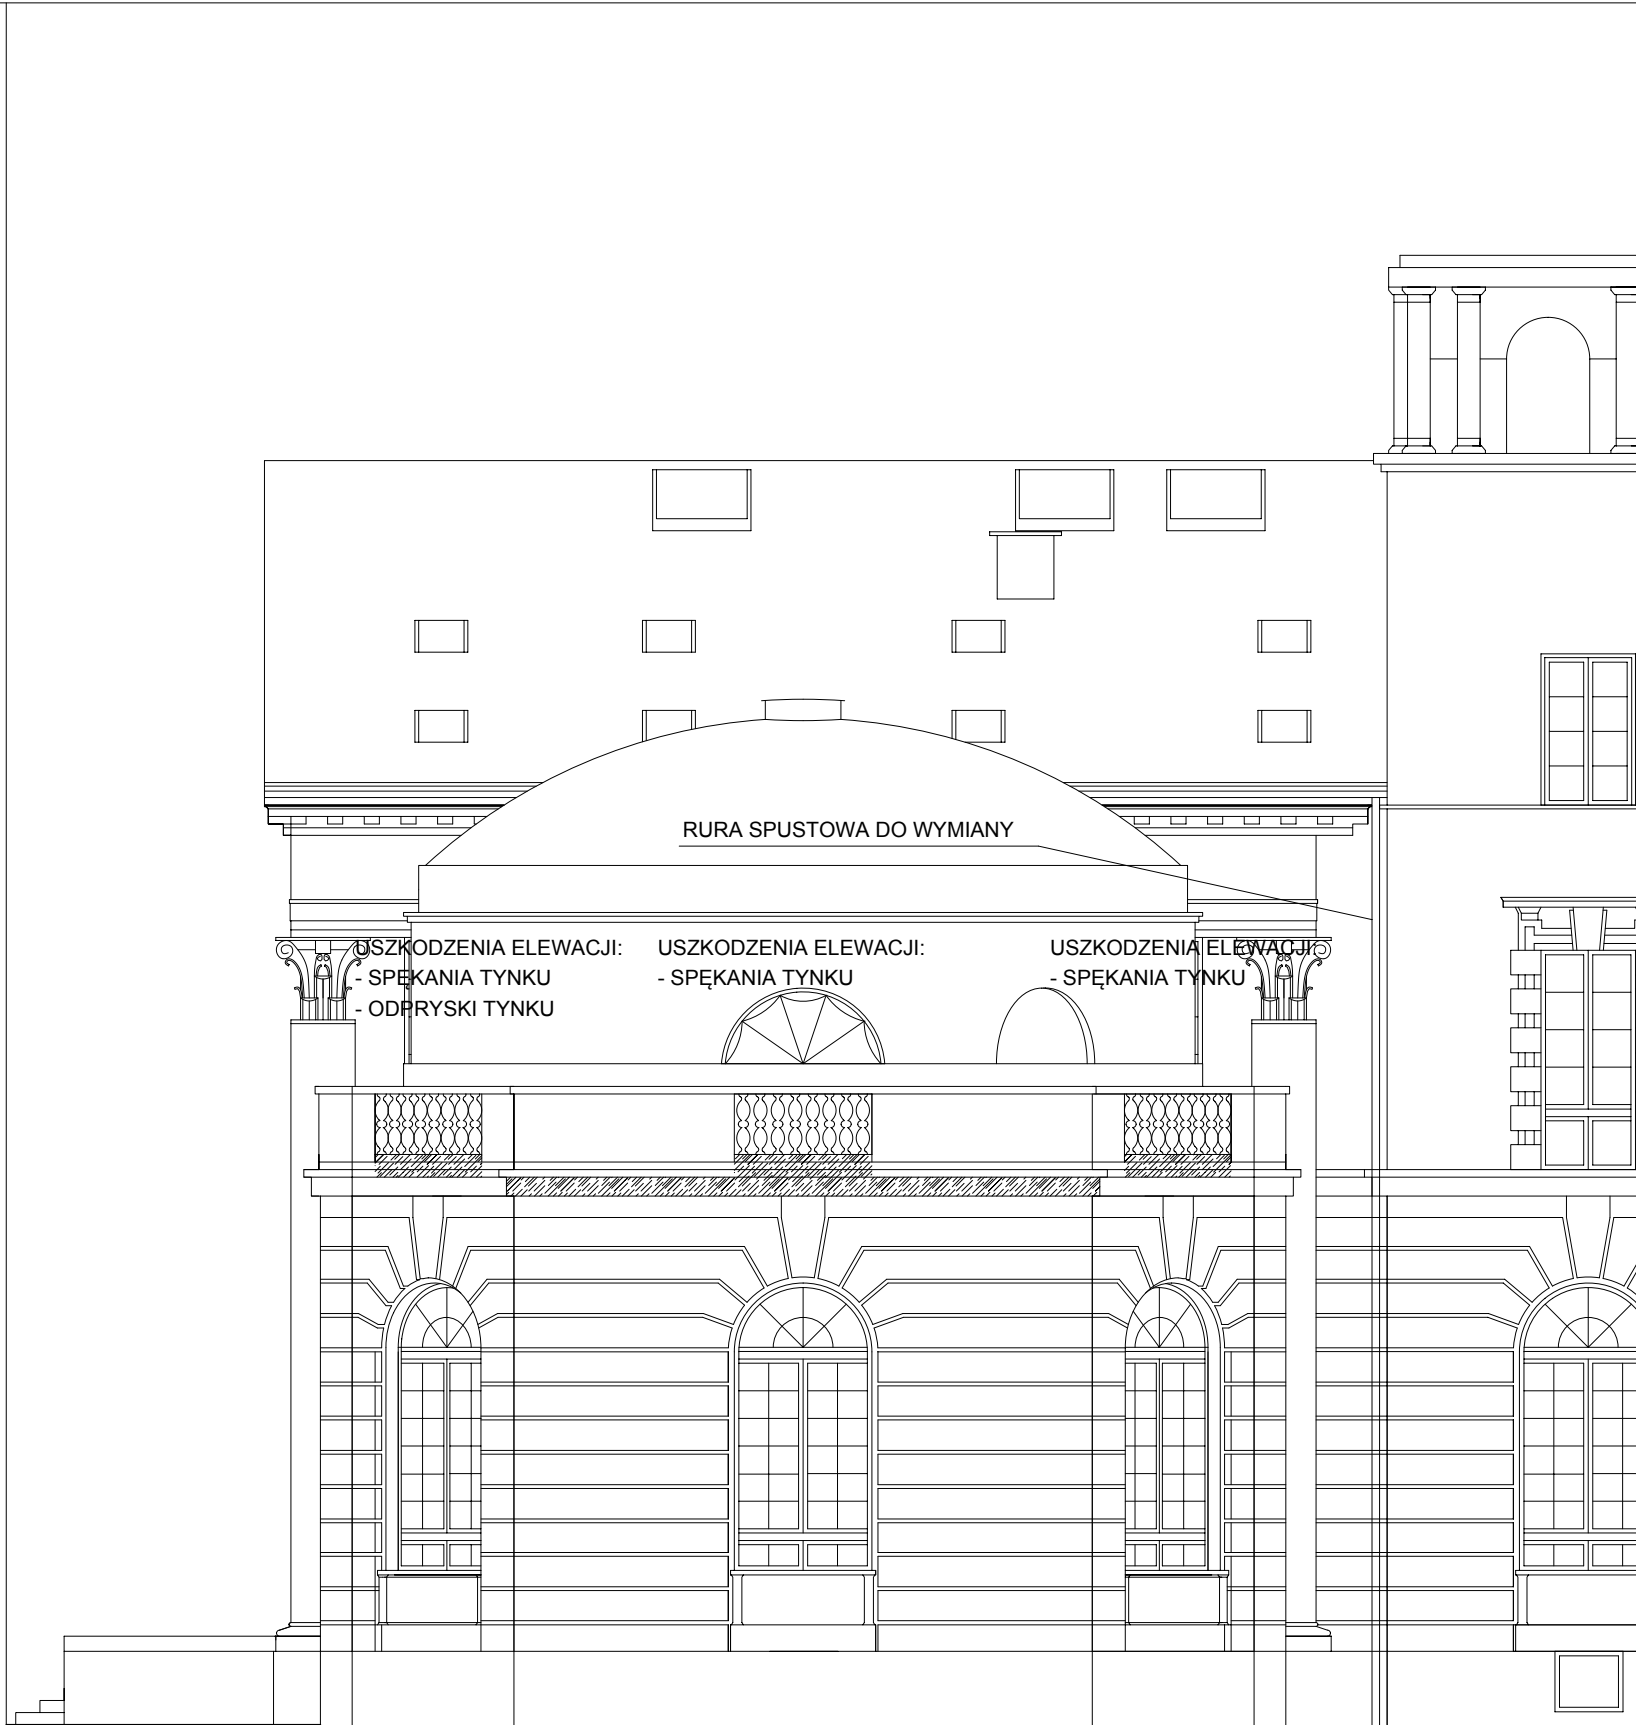 RURA SPUSTOWA DO WYMIANY
USZKODZENIA ELEWACJI:
- SPĘKANIA TYNKU
- ODPRYSKI TYNKU
USZKODZENIA ELEWACJI:
- SPĘKANIA TYNKU
USZKODZENIA ELEWACJI:
- SPĘKANIA TYNKU